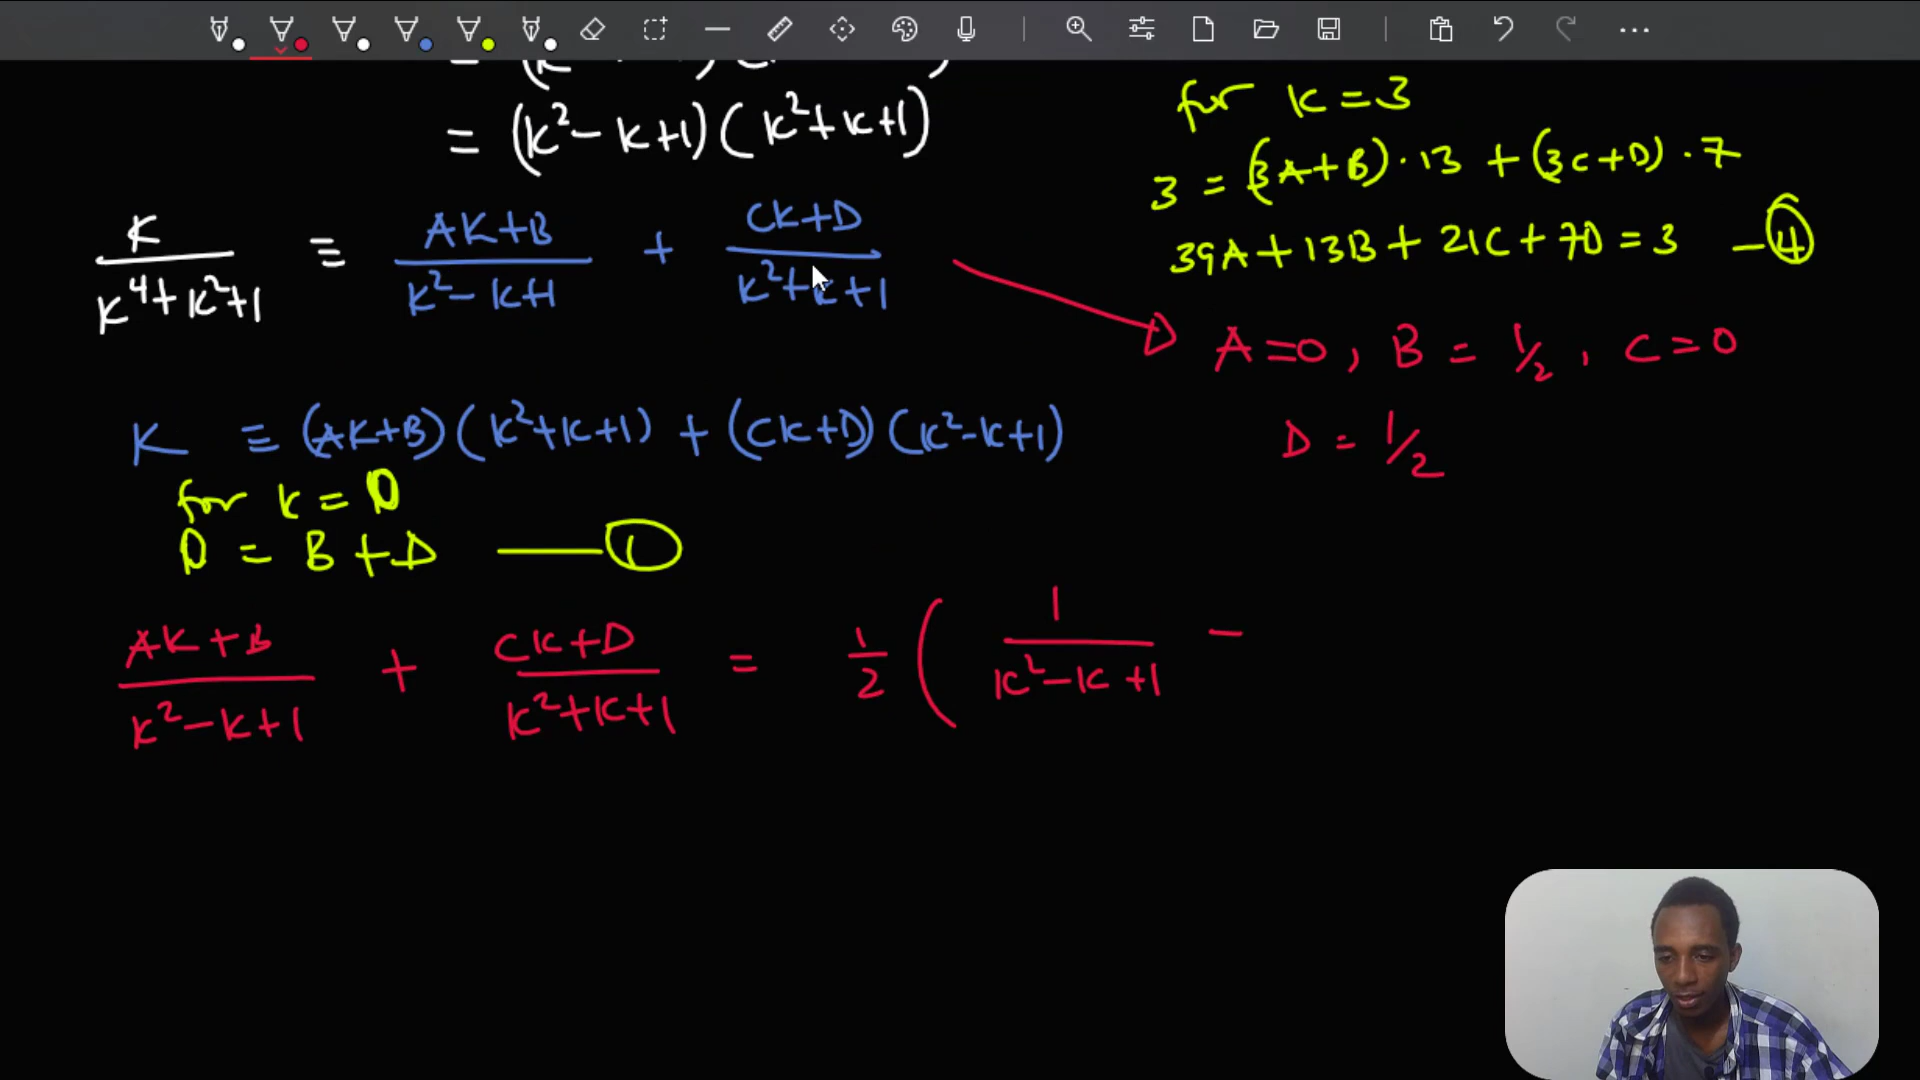 = (k²-k+1)(k²+k+1)
K/(K⁴+K²+1) ≡ (AK+B)/(K²-K+1) + (CK+D)/(K²+K+1)
K ≡ (AK+B)(K²+K+1) + (CK+D)(K²-K+1)
for K = 0
0 = B+D —— ①
(AK+B)/(K²-K+1) + (CK+D)/(K²+K+1) = 1/2 ( 1/(K²-K+1) -
for K=3
3 = (3A+B)·13 + (3C+D)·7
39A+13B+21C+7D=3 - ④
A=0, B = 1/2, C=0
D = 1/2